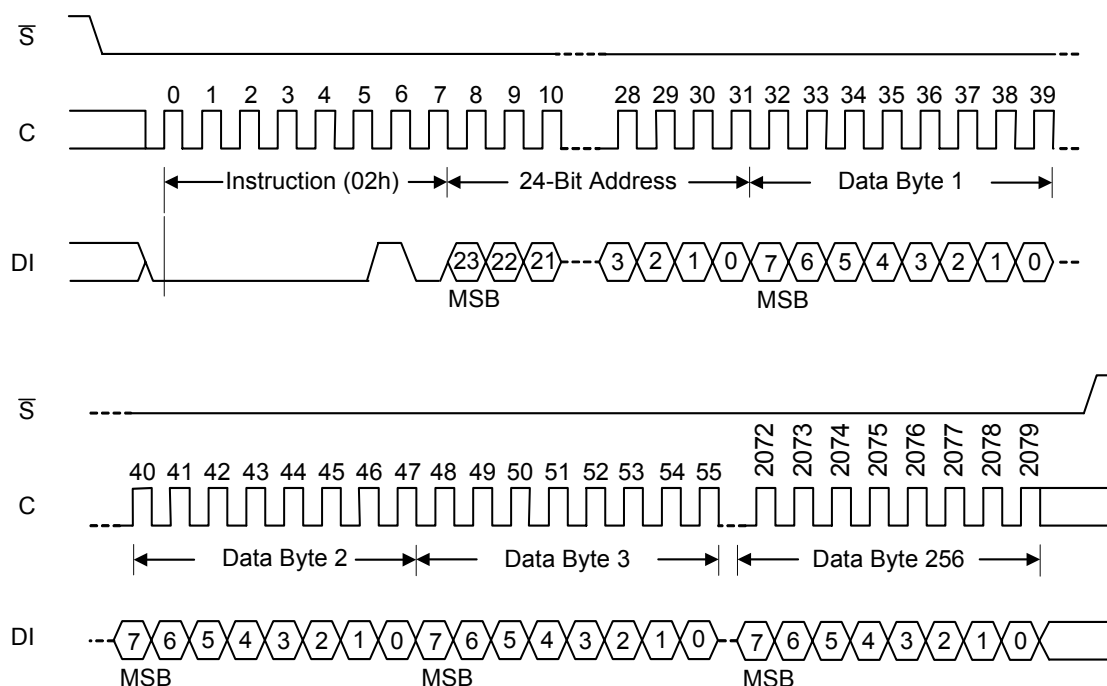 S̅
0 1 2 3 4 5 6 7 8 9 10 28 29 30 31 32 33 34 35 36 37 38 39
C
Instruction (02h) 24-Bit Address Data Byte 1
DI 23 22 21 3 2 1 0 7 6 5 4 3 2 1 0
MSB MSB
S̅
2072 2073 2074 2075 2076 2077 2078 2079
40 41 42 43 44 45 46 47 48 49 50 51 52 53 54 55
C
Data Byte 2 Data Byte 3 Data Byte 256
DI 7 6 5 4 3 2 1 0 7 6 5 4 3 2 1 0 7 6 5 4 3 2 1 0
MSB MSB MSB